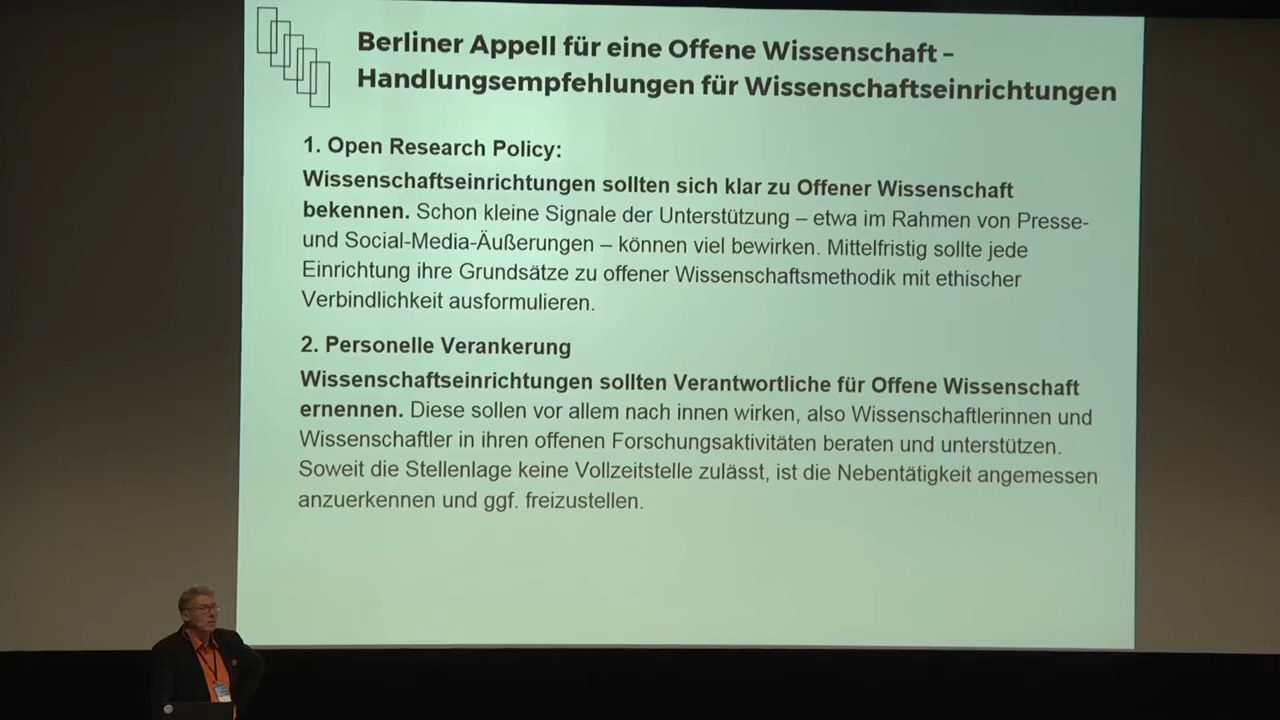 Berliner Appell für eine Offene Wissenschaft –
Handlungsempfehlungen für Wissenschaftseinrichtungen
1. Open Research Policy:
Wissenschaftseinrichtungen sollten sich klar zu Offener Wissenschaft
bekennen. Schon kleine Signale der Unterstützung – etwa im Rahmen von Presse-
und Social-Media-Äußerungen – können viel bewirken. Mittelfristig sollte jede
Einrichtung ihre Grundsätze zu offener Wissenschaftsmethodik mit ethischer
Verbindlichkeit ausformulieren.
2. Personelle Verankerung
Wissenschaftseinrichtungen sollten Verantwortliche für Offene Wissenschaft
ernennen. Diese sollen vor allem nach innen wirken, also Wissenschaftlerinnen und
Wissenschaftler in ihren offenen Forschungsaktivitäten beraten und unterstützen.
Soweit die Stellenlage keine Vollzeitstelle zulässt, ist die Nebentätigkeit angemessen
anzuerkennen und ggf. freizustellen.